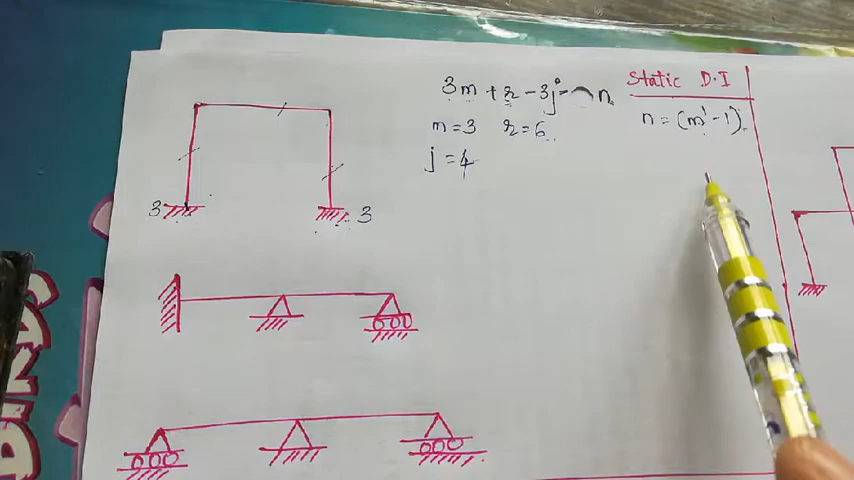 3m + r - 3j - n
Static D.I
m=3 r=6
n = (m' - 1)
j = 4
3
3